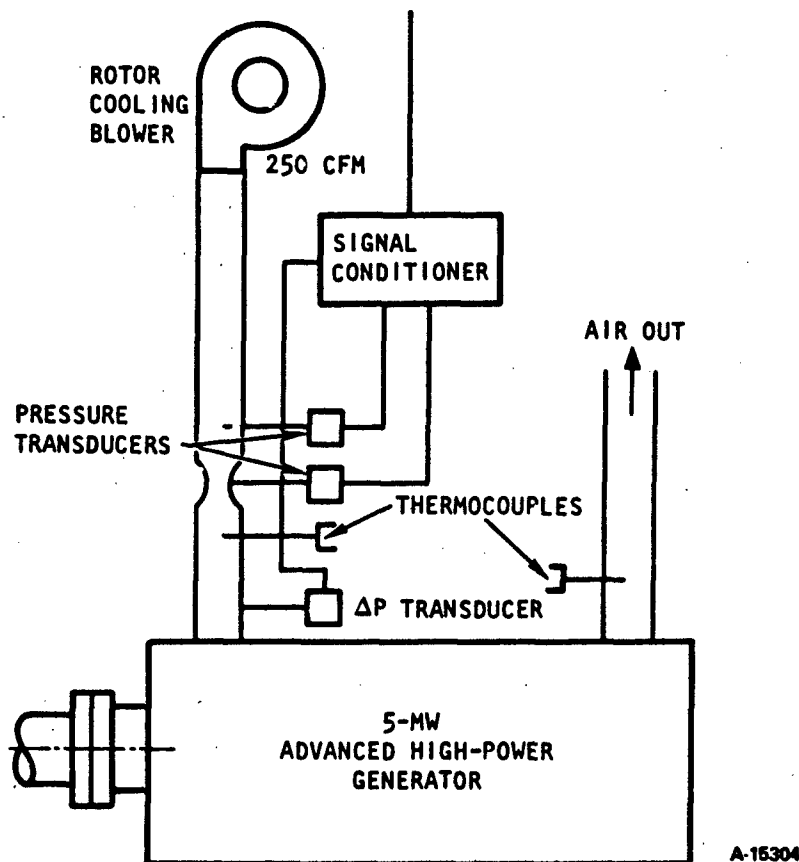 ROTOR
COOLING
BLOWER
250 CFM
SIGNAL
CONDITIONER
AIR OUT
PRESSURE
TRANSDUCERS
THERMOCOUPLES
ΔP TRANSDUCER
5-MW
ADVANCED HIGH-POWER
GENERATOR
A-15304